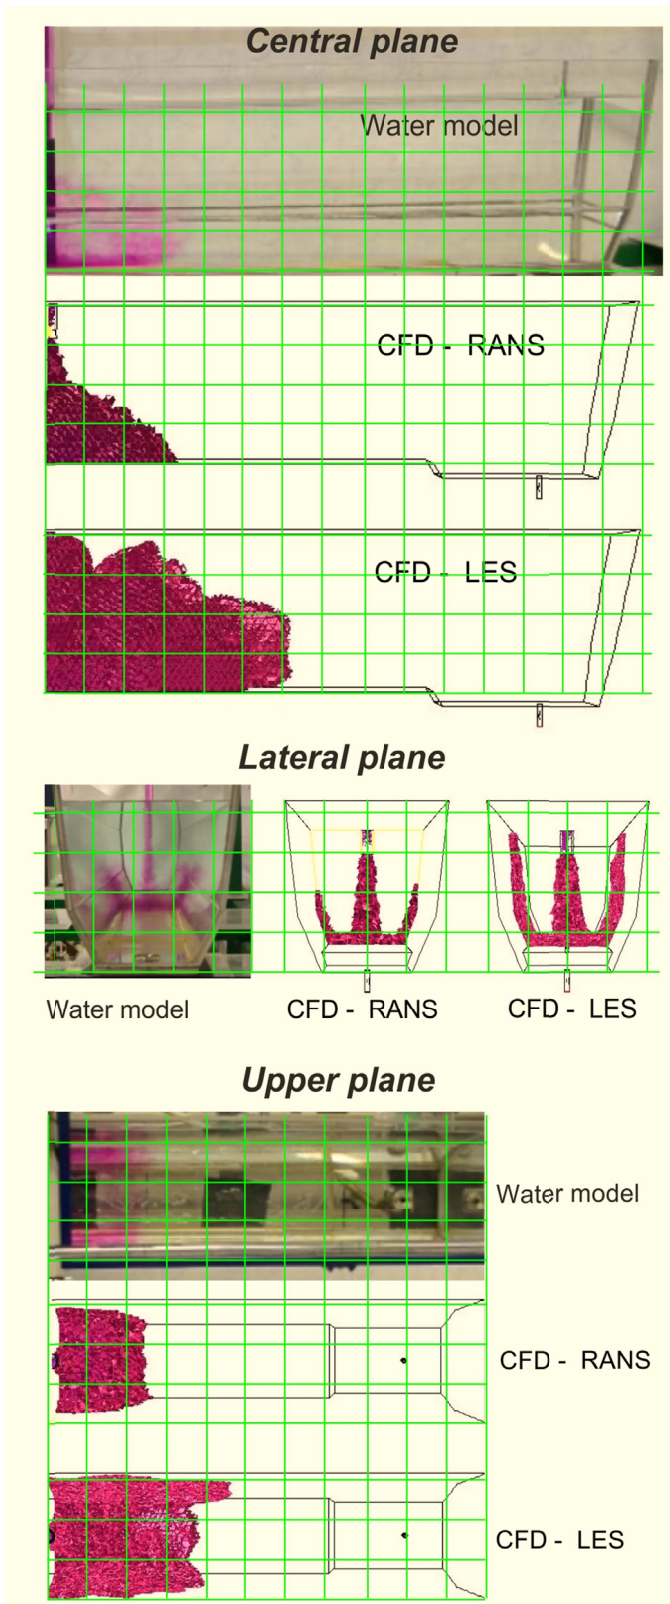 Central plane
Water model
CFD - RANS
CFD - LES
Lateral plane
Water model
CFD - RANS
CFD - LES
Upper plane
Water model
CFD - RANS
CFD - LES